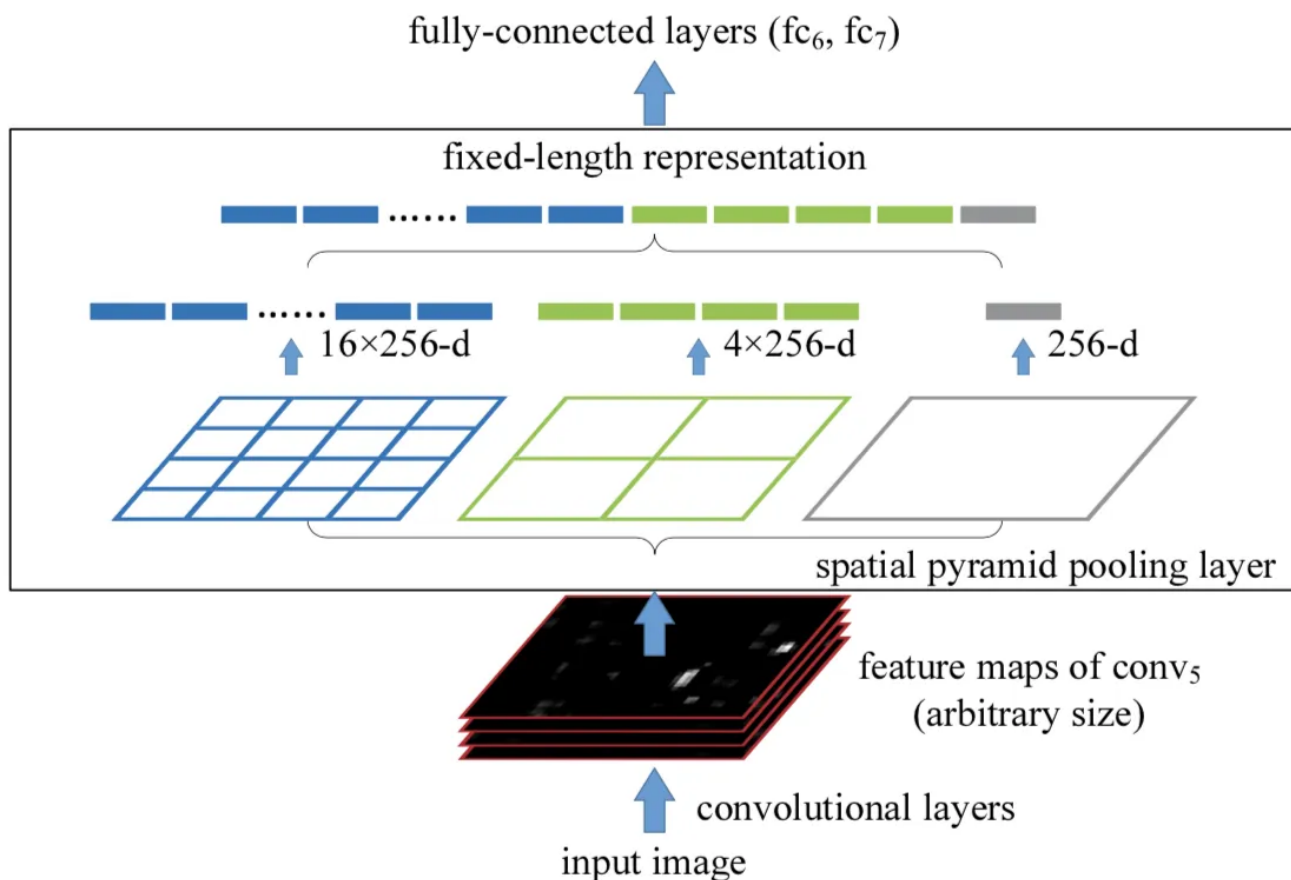 fully-connected layers (fc₆, fc₇)
fixed-length representation
......
...... 
16×256-d
4×256-d
256-d
spatial pyramid pooling layer
feature maps of conv₅
(arbitrary size)
convolutional layers
input image